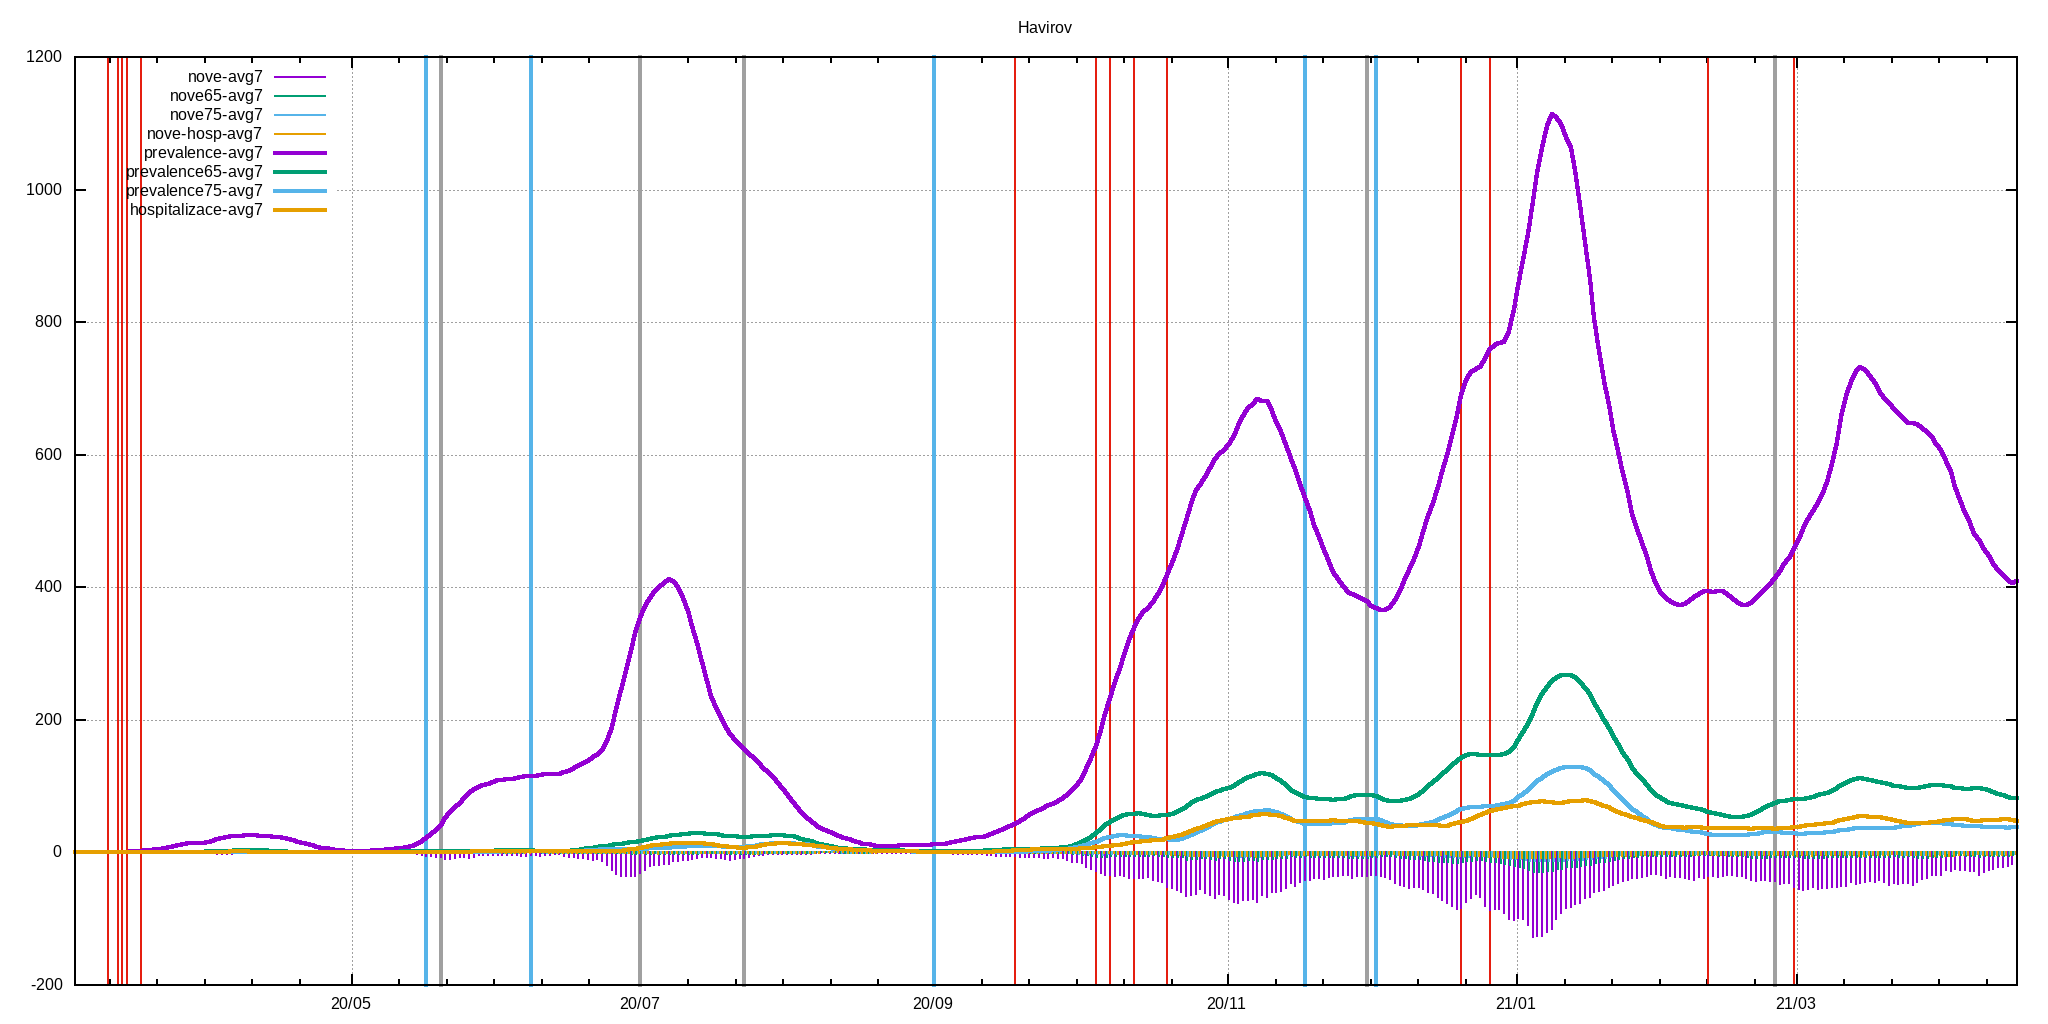 Havirov
1200
nove-avg7
nove65-avg7
nove75-avg7
nove-hosp-avg7
prevalence-avg7
prevalence65-avg7
prevalence75-avg7
hospitalizace-avg7
1000
800
600
400
200
0
-200
20/05 20/07 20/09 20/11 21/01 21/03